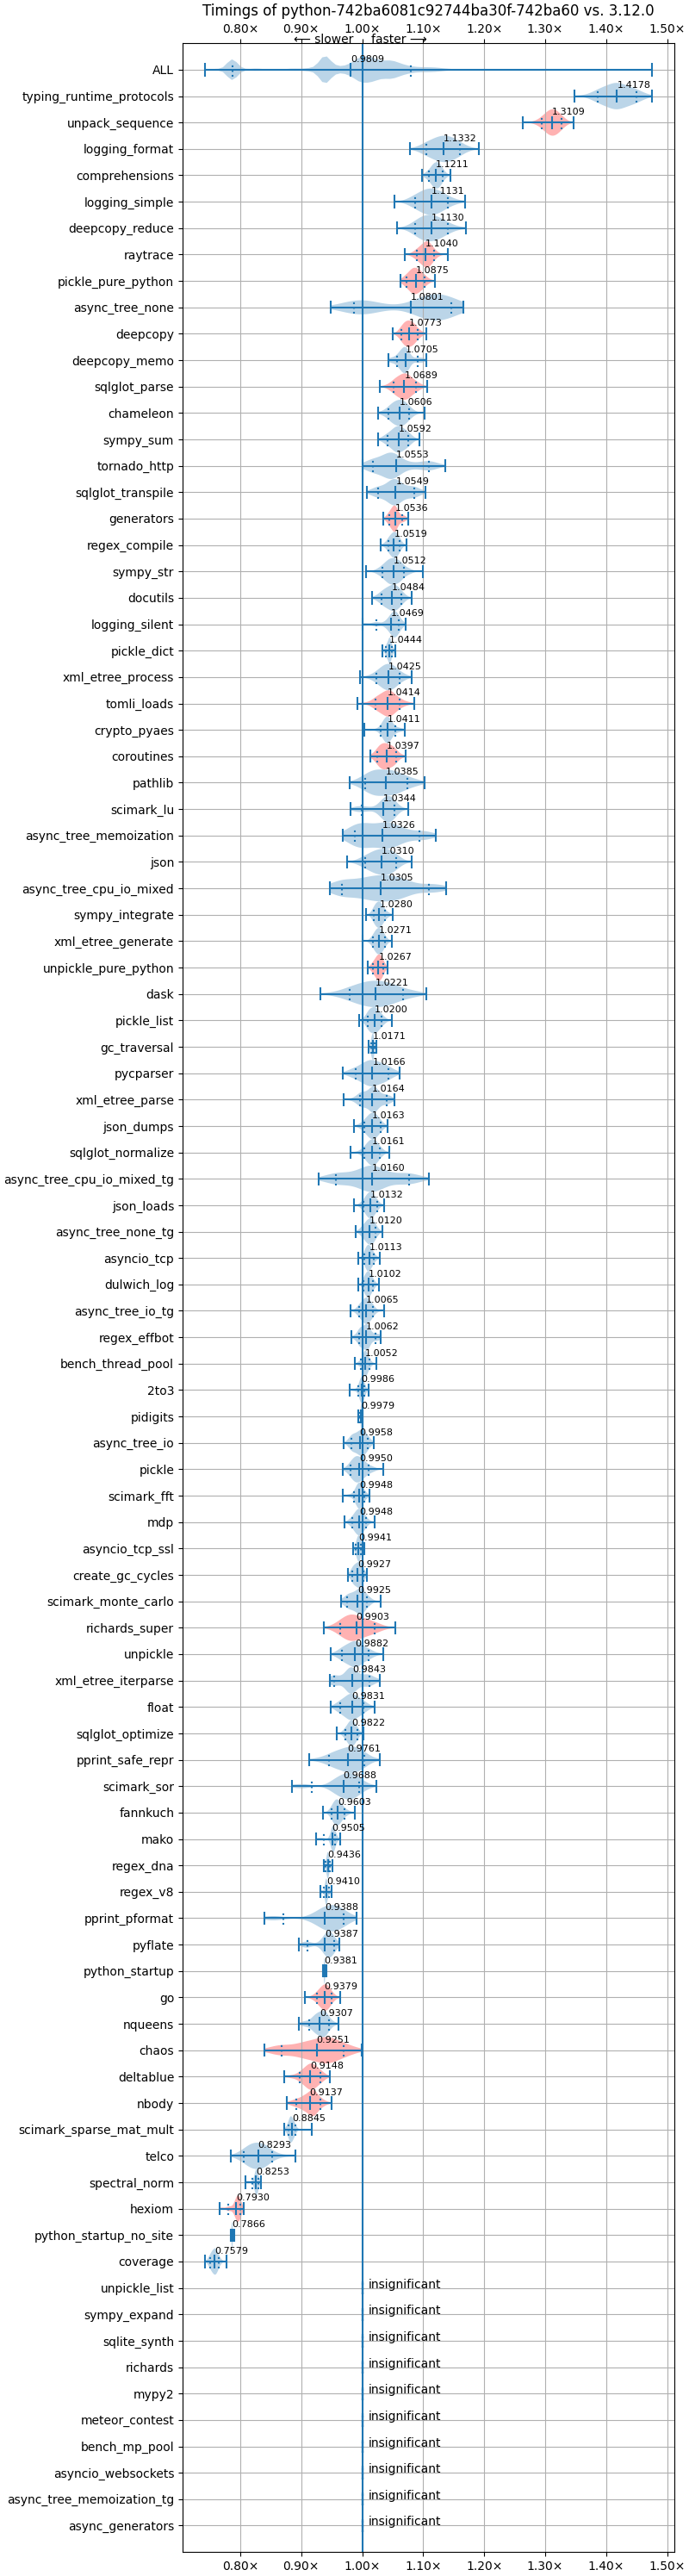 Timings of python-742ba6081c92744ba30f-742ba60 vs. 3.12.0
0.80× 0.90× 1.00× 1.10× 1.20× 1.30× 1.40× 1.50×
⟵ slower faster ⟶
ALL 0.9809
typing_runtime_protocols 1.4178
unpack_sequence 1.3109
logging_format 1.1332
comprehensions 1.1211
logging_simple 1.1131
deepcopy_reduce 1.1130
raytrace 1.1040
pickle_pure_python 1.0875
async_tree_none 1.0801
deepcopy 1.0773
deepcopy_memo 1.0705
sqlglot_parse 1.0689
chameleon 1.0606
sympy_sum 1.0592
tornado_http 1.0553
sqlglot_transpile 1.0549
generators 1.0536
regex_compile 1.0519
sympy_str 1.0512
docutils 1.0484
logging_silent 1.0469
pickle_dict 1.0444
xml_etree_process 1.0425
tomli_loads 1.0414
crypto_pyaes 1.0411
coroutines 1.0397
pathlib 1.0385
scimark_lu 1.0344
async_tree_memoization 1.0326
json 1.0310
async_tree_cpu_io_mixed 1.0305
sympy_integrate 1.0280
xml_etree_generate 1.0271
unpickle_pure_python 1.0267
dask 1.0221
pickle_list 1.0200
gc_traversal 1.0171
pycparser 1.0166
xml_etree_parse 1.0164
json_dumps 1.0163
sqlglot_normalize 1.0161
async_tree_cpu_io_mixed_tg 1.0160
json_loads 1.0132
async_tree_none_tg 1.0120
asyncio_tcp 1.0113
dulwich_log 1.0102
async_tree_io_tg 1.0065
regex_effbot 1.0062
bench_thread_pool 1.0052
2to3 0.9986
pidigits 0.9979
async_tree_io 0.9958
pickle 0.9950
scimark_fft 0.9948
mdp 0.9948
asyncio_tcp_ssl 0.9941
create_gc_cycles 0.9927
scimark_monte_carlo 0.9925
richards_super 0.9903
unpickle 0.9882
xml_etree_iterparse 0.9843
float 0.9831
sqlglot_optimize 0.9822
pprint_safe_repr 0.9761
scimark_sor 0.9688
fannkuch 0.9603
mako 0.9505
regex_dna 0.9436
regex_v8 0.9410
pprint_pformat 0.9388
pyflate 0.9387
python_startup 0.9381
go 0.9379
nqueens 0.9307
chaos 0.9251
deltablue 0.9148
nbody 0.9137
scimark_sparse_mat_mult 0.8845
telco 0.8293
spectral_norm 0.8253
hexiom 0.7930
python_startup_no_site 0.7866
coverage 0.7579
unpickle_list insignificant
sympy_expand insignificant
sqlite_synth insignificant
richards insignificant
mypy2 insignificant
meteor_contest insignificant
bench_mp_pool insignificant
asyncio_websockets insignificant
async_tree_memoization_tg insignificant
async_generators insignificant
0.80× 0.90× 1.00× 1.10× 1.20× 1.30× 1.40× 1.50×